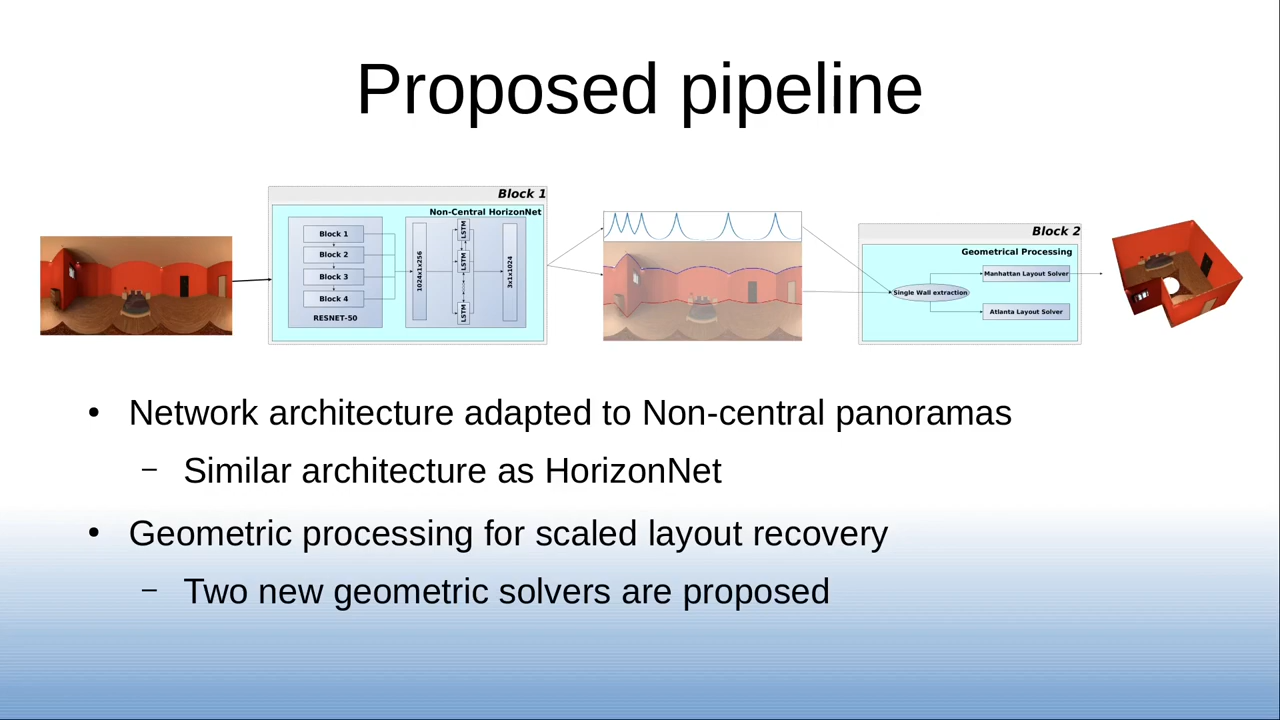 Proposed pipeline
Block 1
Non-Central HorizonNet
Block 1
Block 2
Block 3
Block 4
RESNET-50
1024x1x256
LSTM
LSTM
LSTM
3x1x1024
Block 2
Geometrical Processing
Single Wall extraction
Manhattan Layout Solver
Atlanta Layout Solver
• Network architecture adapted to Non-central panoramas
– Similar architecture as HorizonNet
• Geometric processing for scaled layout recovery
– Two new geometric solvers are proposed